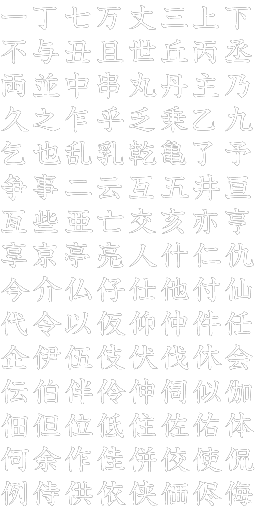 一丁七万丈三上下
不与丑且世丘丙丞
両並中串丸丹主乃
久之乍乎乏乗乙九
乞也乱乳乾亀了予
争事二云互五井亘
亙些亜亡交亥亦亨
享京亭亮人什仁仇
今介仏仔仕他付仙
代令以仮仰仲件任
企伊伍伎伏伐休会
伝伯伴伶伸伺似伽
佃但位低住佐佑体
何余作佳併佼使侃
例侍供依侠価侭侮